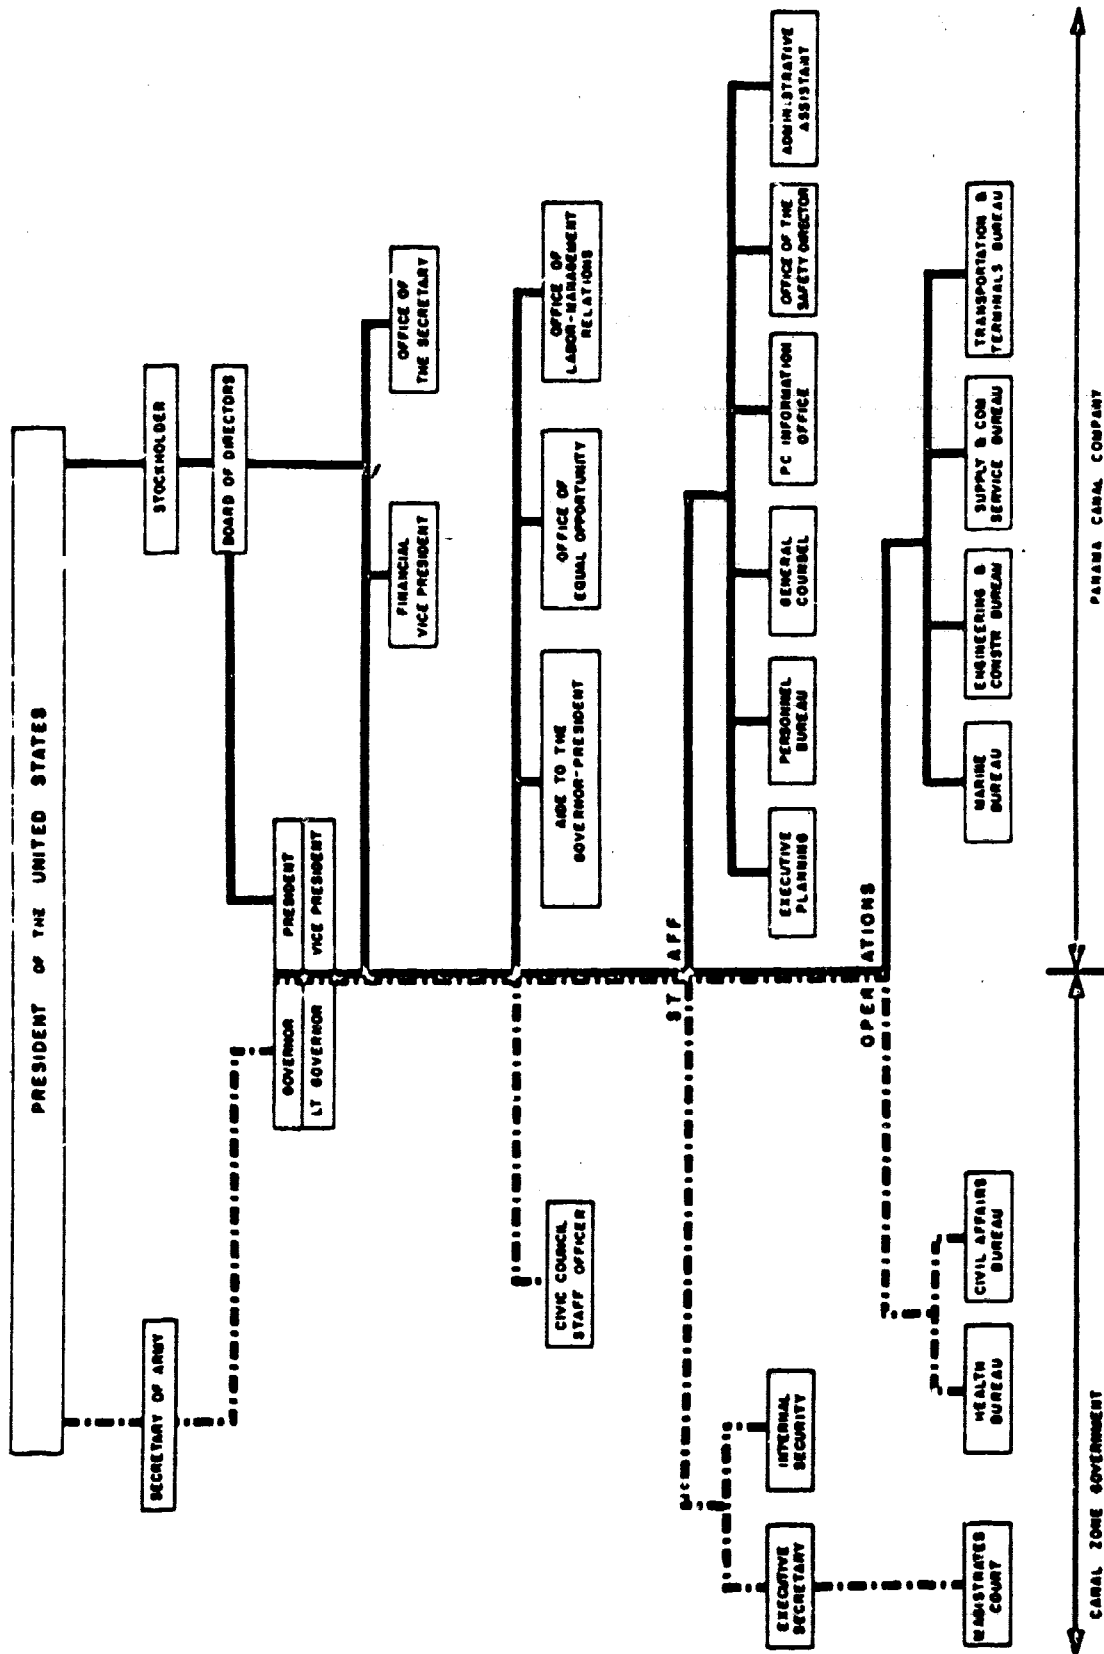 PRESIDENT OF THE UNITED STATES
SECRETARY OF ARMY
STOCKHOLDER
BOARD OF DIRECTORS
GOVERNOR
PRESIDENT
LT GOVERNOR
VICE PRESIDENT
FINANCIAL
VICE PRESIDENT
OFFICE OF
THE SECRETARY
CIVIC COUNCIL
STAFF OFFICER
AIDE TO THE
GOVERNOR-PRESIDENT
OFFICE OF
EQUAL OPPORTUNITY
OFFICE OF
LABOR-MANAGEMENT
RELATIONS
STAFF
EXECUTIVE
SECRETARY
INTERNAL
SECURITY
EXECUTIVE
PLANNING
PERSONNEL
BUREAU
GENERAL
COUNSEL
PC INFORMATION
OFFICE
OFFICE OF THE
SAFETY DIRECTOR
ADMINISTRATIVE
ASSISTANT
OPERATIONS
MAGISTRATES
COURT
HEALTH
BUREAU
CIVIL AFFAIRS
BUREAU
MARINE
BUREAU
ENGINEERING &
CONSTR BUREAU
SUPPLY & COM
SERVICE BUREAU
TRANSPORTATION &
TERMINALS BUREAU
CANAL ZONE GOVERNMENT
PANAMA CANAL COMPANY